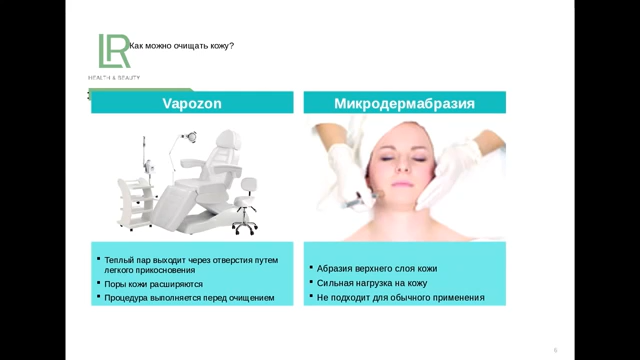 LR
Как можно очищать кожу?
HEALTH & BEAUTY
Vapozon
Микродермабразия
Теплый пар выходит через отверстия путем
легкого прикосновения
Поры кожи расширяются
Процедура выполняется перед очищением
Абразия верхнего слоя кожи
Сильная нагрузка на кожу
Не подходит для обычного применения